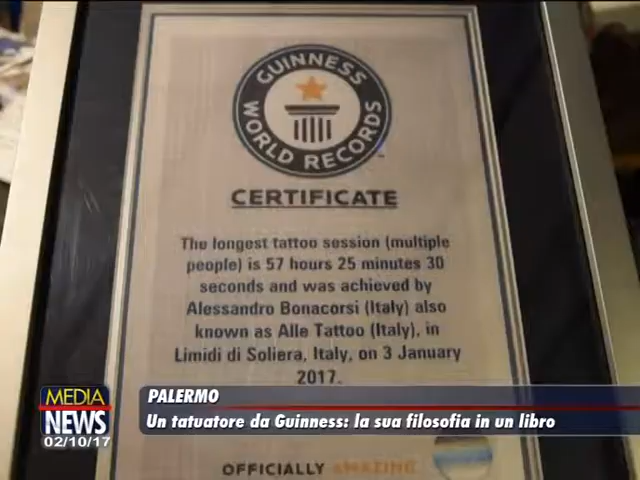 GUINNESS
WORLD RECORDS
CERTIFICATE
The longest tattoo session (multiple
people) is 57 hours 25 minutes 30
seconds and was achieved by
Alessandro Bonacorsi (Italy) also
known as Alle Tattoo (Italy), in
Limidi di Soliera, Italy, on 3 January
2017.
PALERMO
Un tatuatore da Guinness: la sua filosofia in un libro
MEDIA
NEWS
02/10/17
OFFICIALLY AMAZING